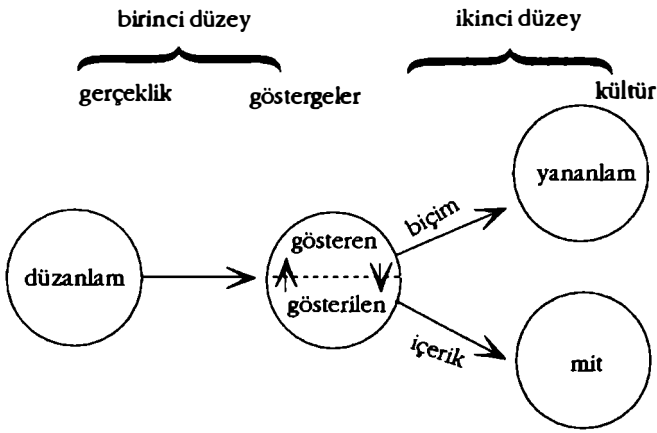 birinci düzey
ikinci düzey
gerçeklik
göstergeler
kültür
yananlam
biçim
gösteren
düzanlam
gösterilen
içerik
mit